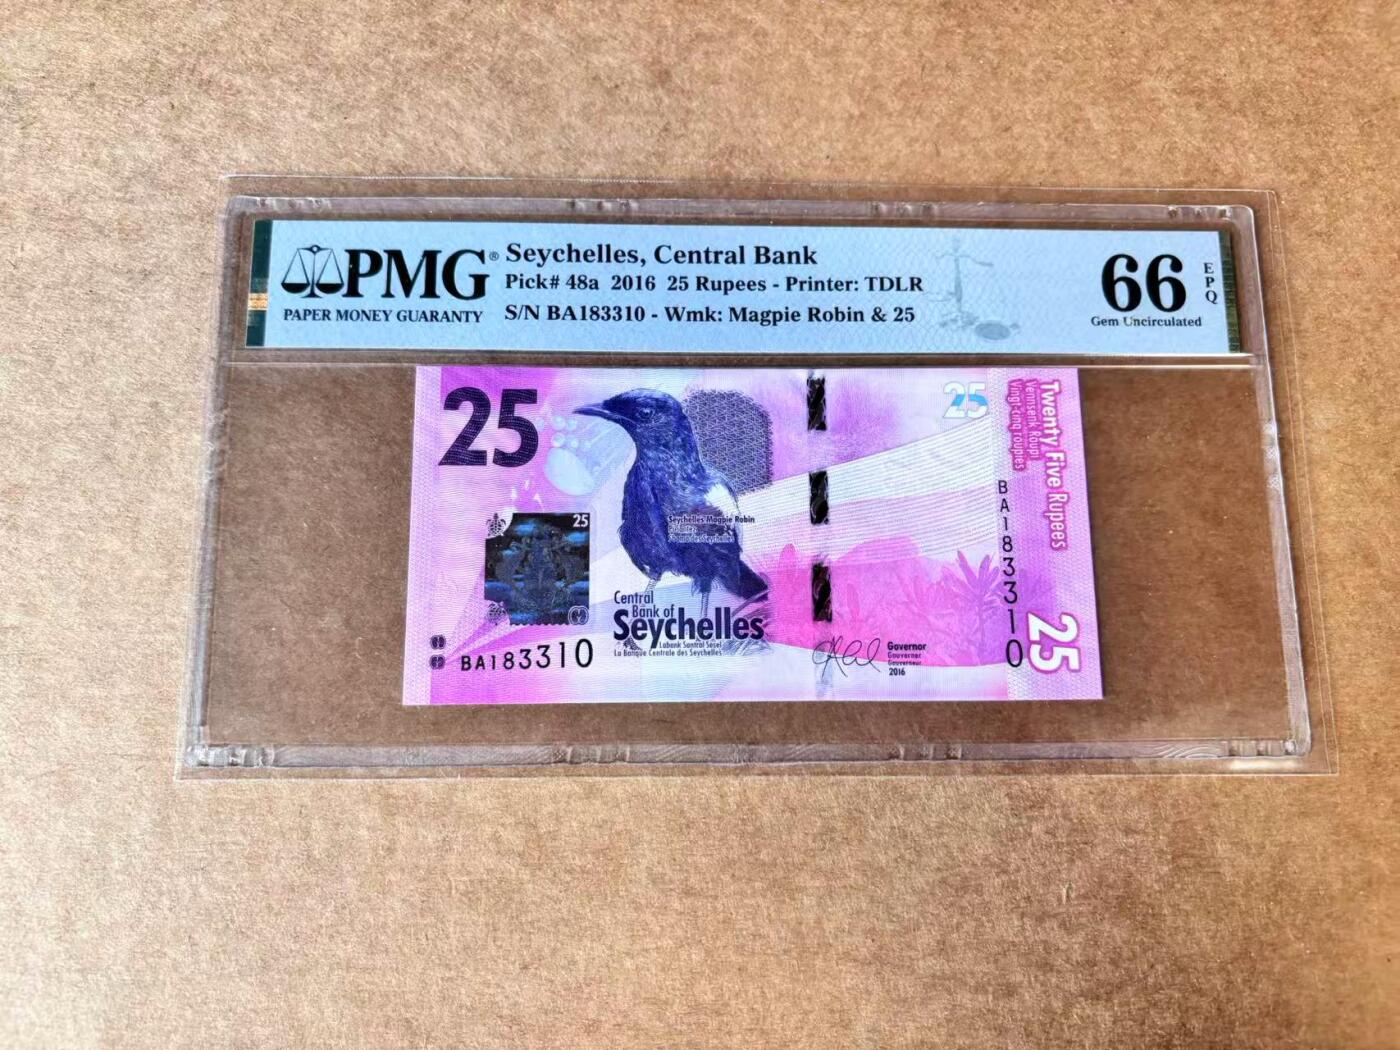 PMG®
PAPER MONEY GUARANTY
Seychelles, Central Bank
Pick# 48a 2016 25 Rupees - Printer: TDLR
S/N BA183310 - Wmk: Magpie Robin & 25
66
EPQ
Gem Uncirculated
25
25
Twenty Five Rupees
Vennsenk Roupi
Vingt-cinq roupies
BA183310
25
25
Seychelles Magpie Robin
Central
Bank of
Seychelles
Labank Santral Sesel
La Banque Centrale des Seychelles
BA183310
Governor
Gouverner
Gouverneur
2016